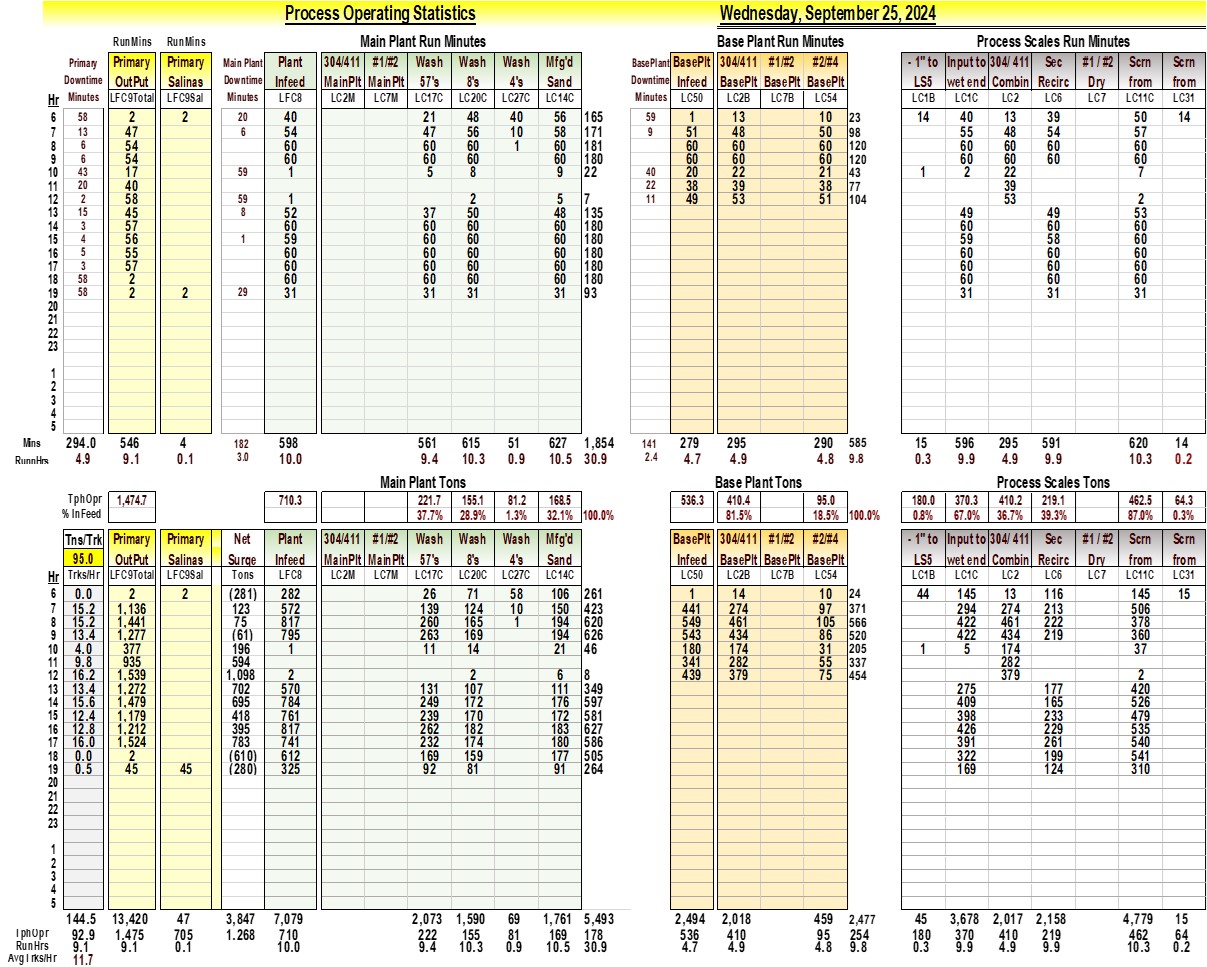 Process Operating Statistics Wednesday, September 25, 2024
RunMins RunMins Main Plant Run Minutes Base Plant Run Minutes Process Scales Run Minutes
Primary Primary Primary Main Plant Plant 304/411 #1/#2 Wash Wash Wash Mfg'd BasePlant BasePlt 304/411 #1/#2 #2/#4 - 1" to Input to 304/ 411 Sec #1 / #2 Scrn Scrn
Downtime OutPut Salinas Downtime Infeed MainPlt MainPlt 57's 8's 4's Sand Downtime Infeed BasePlt BasePlt BasePlt LS5 wet end Combin Recirc Dry from from
Hr Minutes LFC9Total LFC9Sal Minutes LFC8 LC2M LC7M LC17C LC20C LC27C LC14C Minutes LC50 LC2B LC7B LC54 LC1B LC1C LC2 LC6 LC7 LC11C LC31
6 58 2 2 20 40 21 48 40 56 165 59 1 13 10 23 14 40 13 39 50 14
7 13 47 6 54 47 56 10 58 171 9 51 48 50 98 55 48 54 57
8 6 54 60 60 60 1 60 181 60 60 60 120 60 60 60 60
9 6 54 60 60 60 60 180 60 60 60 120 60 60 60 60
10 43 17 59 1 5 8 9 22 40 20 22 21 43 1 2 22 7
11 20 40 22 38 39 38 77 39
12 2 58 59 1 2 5 7 11 49 53 51 104 53 2
13 15 45 8 52 37 50 48 135 49 49 53
14 3 57 60 60 60 60 180 60 60 60
15 4 56 1 59 60 60 60 180 59 58 60
16 5 55 60 60 60 60 180 60 60 60
17 3 57 60 60 60 60 180 60 60 60
18 58 2 60 60 60 60 180 60 60 60
19 58 2 2 29 31 31 31 31 93 31 31 31
20
21
22
23
1
2
3
4
5
Mins 294.0 546 4 182 598 561 615 51 627 1,854 141 279 295 290 585 15 596 295 591 620 14
RunnHrs 4.9 9.1 0.1 3.0 10.0 9.4 10.3 0.9 10.5 30.9 2.4 4.7 4.9 4.8 9.8 0.3 9.9 4.9 9.9 10.3 0.2
Main Plant Tons Base Plant Tons Process Scales Tons
TphOpr 1,474.7 710.3 221.7 155.1 81.2 168.5 536.3 410.4 95.0 180.0 370.3 410.2 219.1 462.5 64.3
% InFeed 37.7% 28.9% 1.3% 32.1% 100.0% 81.5% 18.5% 100.0% 0.8% 67.0% 36.7% 39.3% 87.0% 0.3%
Tns/Trk Primary Primary Net Plant 304/411 #1/#2 Wash Wash Wash Mfg'd BasePlt 304/411 #1/#2 #2/#4 - 1" to Input to 304/ 411 Sec #1 / #2 Scrn Scrn
95.0 OutPut Salinas Surge Infeed MainPlt MainPlt 57's 8's 4's Sand Infeed BasePlt BasePlt BasePlt LS5 wet end Combin Recirc Dry from from
Hr Trks/Hr LFC9Total LFC9Sal Tons LFC8 LC2M LC7M LC17C LC20C LC27C LC14C LC50 LC2B LC7B LC54 LC1B LC1C LC2 LC6 LC7 LC11C LC31
6 0.0 2 2 (281) 282 26 71 58 106 261 1 14 10 24 44 145 13 116 145 15
7 15.2 1,136 123 572 139 124 10 150 423 441 274 97 371 294 274 213 506
8 15.2 1,441 75 817 260 165 1 194 620 549 461 105 566 422 461 222 378
9 13.4 1,277 (61) 795 263 169 194 626 543 434 86 520 422 434 219 360
10 4.0 377 196 1 11 14 21 46 180 174 31 205 1 5 174 37
11 9.8 935 594 341 282 55 337 282
12 16.2 1,539 1,098 2 2 6 8 439 379 75 454 379 2
13 13.4 1,272 702 570 131 107 111 349 275 177 420
14 15.6 1,479 695 784 249 172 176 597 409 165 526
15 12.4 1,179 418 761 239 170 172 581 398 233 479
16 12.8 1,212 395 817 262 182 183 627 426 229 535
17 16.0 1,524 783 741 232 174 180 586 391 261 540
18 0.0 2 (610) 612 169 159 177 505 322 199 541
19 0.5 45 45 (280) 325 92 81 91 264 169 124 310
20
21
22
23
1
2
3
4
5
144.5 13,420 47 3,847 7,079 2,073 1,590 69 1,761 5,493 2,494 2,018 459 2,477 45 3,678 2,017 2,158 4,779 15
TphOpr 92.9 1,475 705 1.268 710 222 155 81 169 178 536 410 95 254 180 370 410 219 462 64
RunHrs 9.1 9.1 0.1 10.0 9.4 10.3 0.9 10.5 30.9 4.7 4.9 4.8 9.8 0.3 9.9 4.9 9.9 10.3 0.2
AvgTrks/Hr 11.7